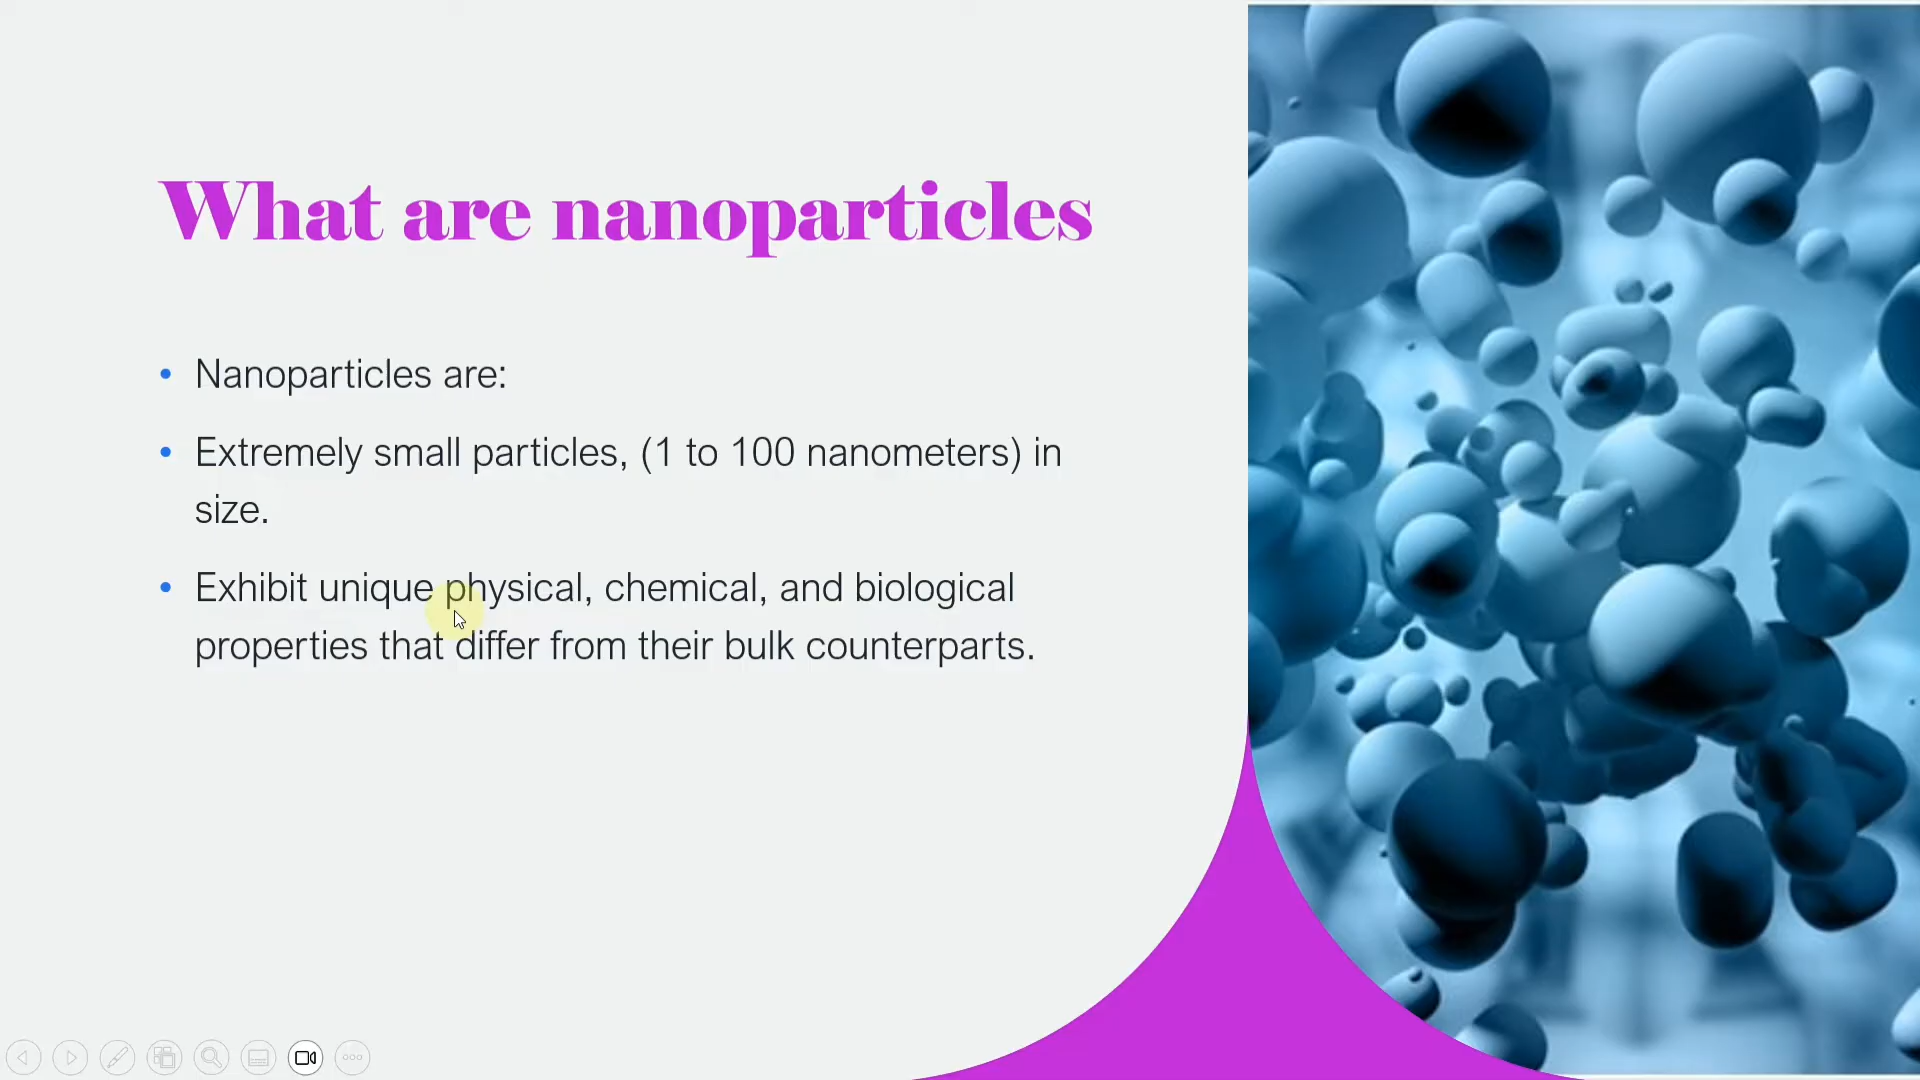 What are nanoparticles
• Nanoparticles are:
• Extremely small particles, (1 to 100 nanometers) in
size.
• Exhibit unique physical, chemical, and biological
properties that differ from their bulk counterparts.